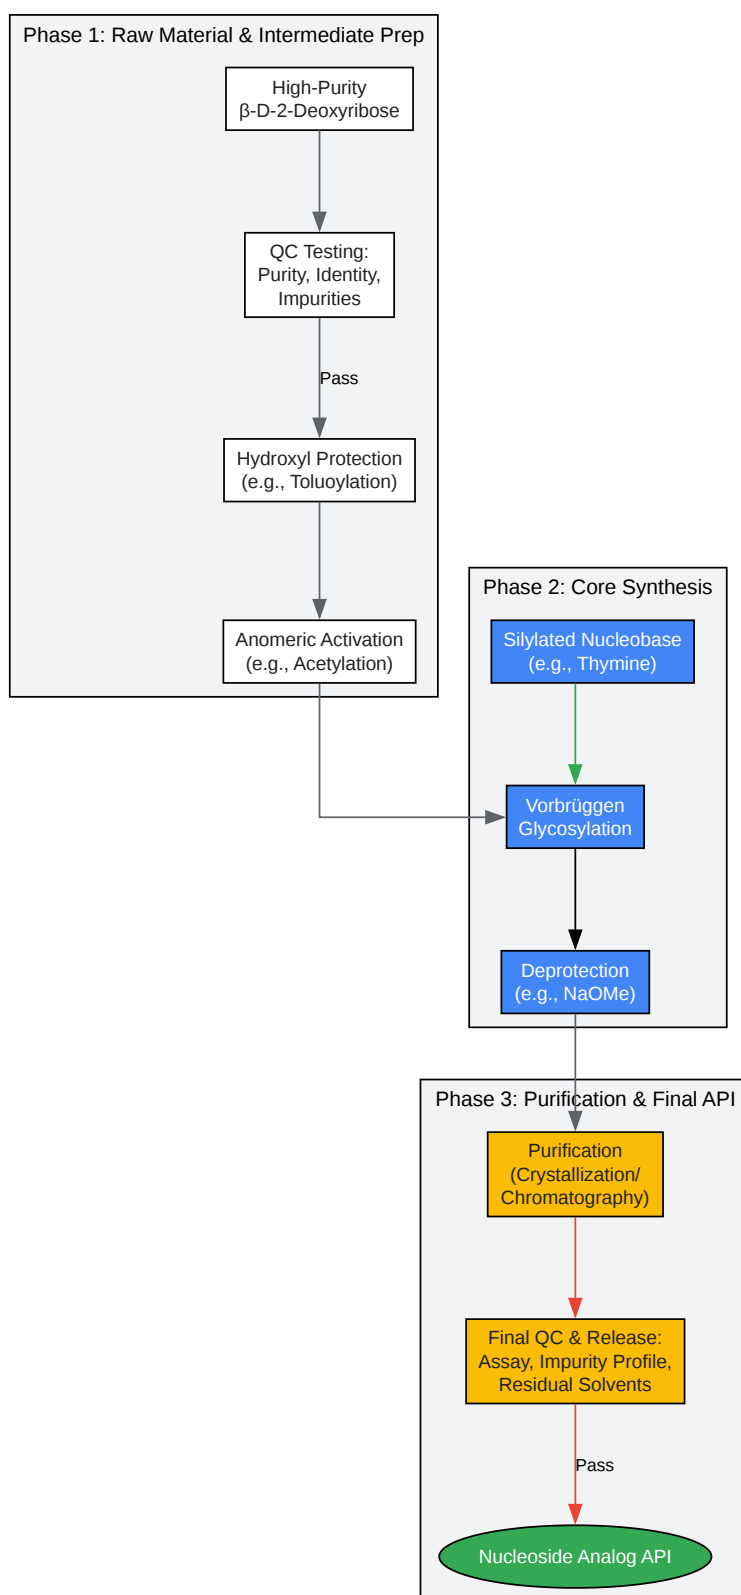 Phase 1: Raw Material & Intermediate Prep
High-Purity
β-D-2-Deoxyribose
QC Testing:
Purity, Identity,
Impurities
Pass
Hydroxyl Protection
(e.g., Toluoylation)
Anomeric Activation
(e.g., Acetylation)
Phase 2: Core Synthesis
Silylated Nucleobase
(e.g., Thymine)
Vorbrüggen
Glycosylation
Deprotection
(e.g., NaOMe)
Phase 3: Purification & Final API
Purification
(Crystallization/
Chromatography)
Final QC & Release:
Assay, Impurity Profile,
Residual Solvents
Pass
Nucleoside Analog API